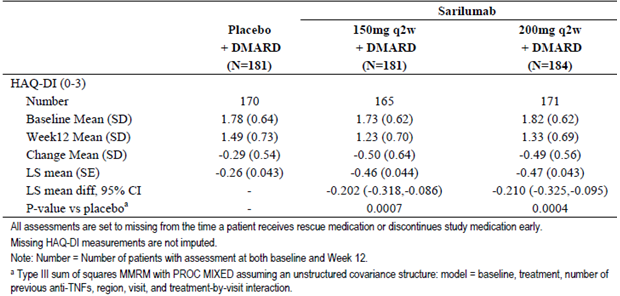 Sarilumab
Placebo 150mg q2w 200mg q2w
+ DMARD + DMARD + DMARD
(N=181) (N=181) (N=184)
HAQ-DI (0-3)
Number 170 165 171
Baseline Mean (SD) 1.78 (0.64) 1.73 (0.62) 1.82 (0.62)
Week12 Mean (SD) 1.49 (0.73) 1.23 (0.70) 1.33 (0.69)
Change Mean (SD) -0.29 (0.54) -0.50 (0.64) -0.49 (0.56)
LS mean (SE) -0.26 (0.043) -0.46 (0.044) -0.47 (0.043)
LS mean diff, 95% CI - -0.202 (-0.318,-0.086) -0.210 (-0.325,-0.095)
P-value vs placeboa - 0.0007 0.0004
All assessments are set to missing from the time a patient receives rescue medication or discontinues study medication early.
Missing HAQ-DI measurements are not imputed.
Note: Number = Number of patients with assessment at both baseline and Week 12.
a Type III sum of squares MMRM with PROC MIXED assuming an unstructured covariance structure: model = baseline, treatment, number of
previous anti-TNFs, region, visit, and treatment-by-visit interaction.